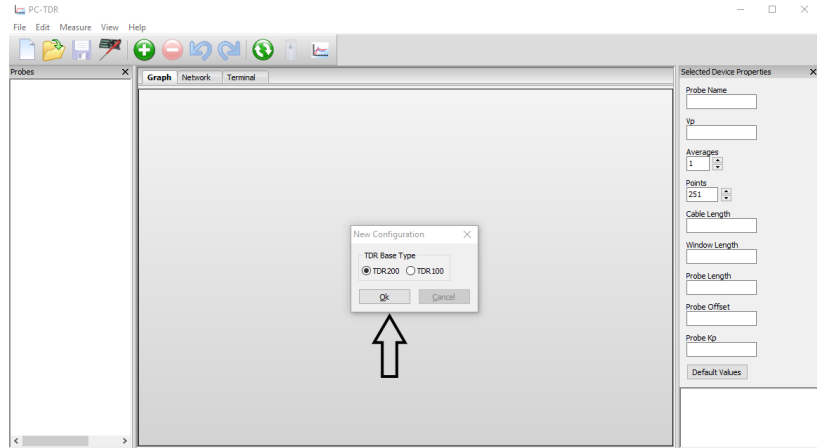 PC-TDR
File Edit Measure View Help
Probes
Graph Network Terminal
Selected Device Properties
Probe Name
Vp
Averages
1
Points
251
Cable Length
Window Length
Probe Length
Probe Offset
Probe Kp
Default Values
New Configuration
TDR Base Type
TDR200 TDR100
Ok Cancel